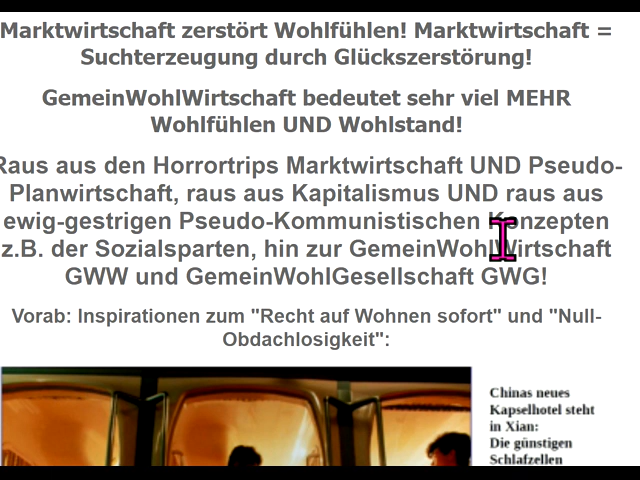 Marktwirtschaft zerstört Wohlfühlen! Marktwirtschaft =
Suchterzeugung durch Glückszerstörung!
GemeinWohlWirtschaft bedeutet sehr viel MEHR
Wohlfühlen UND Wohlstand!
Raus aus den Horrortrips Marktwirtschaft UND Pseudo-
Planwirtschaft, raus aus Kapitalismus UND raus aus
ewig-gestrigen Pseudo-Kommunistischen Konzepten
z.B. der Sozialsparten, hin zur GemeinWohlWirtschaft
GWW und GemeinWohlGesellschaft GWG!
Vorab: Inspirationen zum "Recht auf Wohnen sofort" und "Null-
Obdachlosigkeit":
Chinas neues
Kapselhotel steht
in Xian:
Die günstigen
Schlafzellen